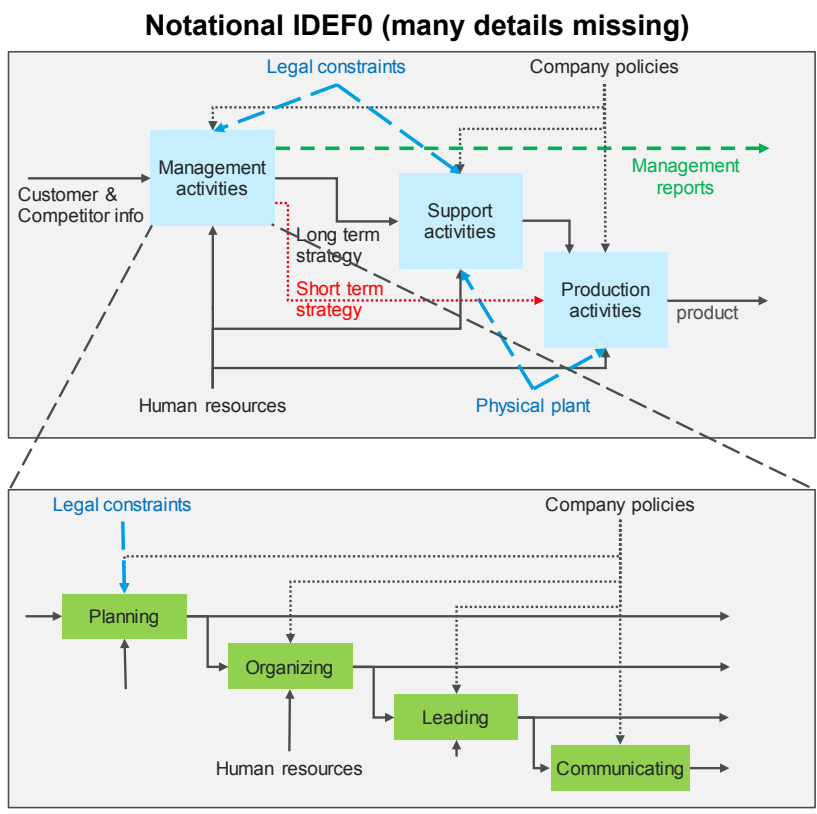 Notational IDEF0 (many details missing)
Legal constraints
Company policies
Management
activities
Management
reports
Customer &
Competitor info
Support
activities
Long term
strategy
Short term
strategy
Production
activities
product
Human resources
Physical plant
Legal constraints
Company policies
Planning
Organizing
Leading
Human resources
Communicating